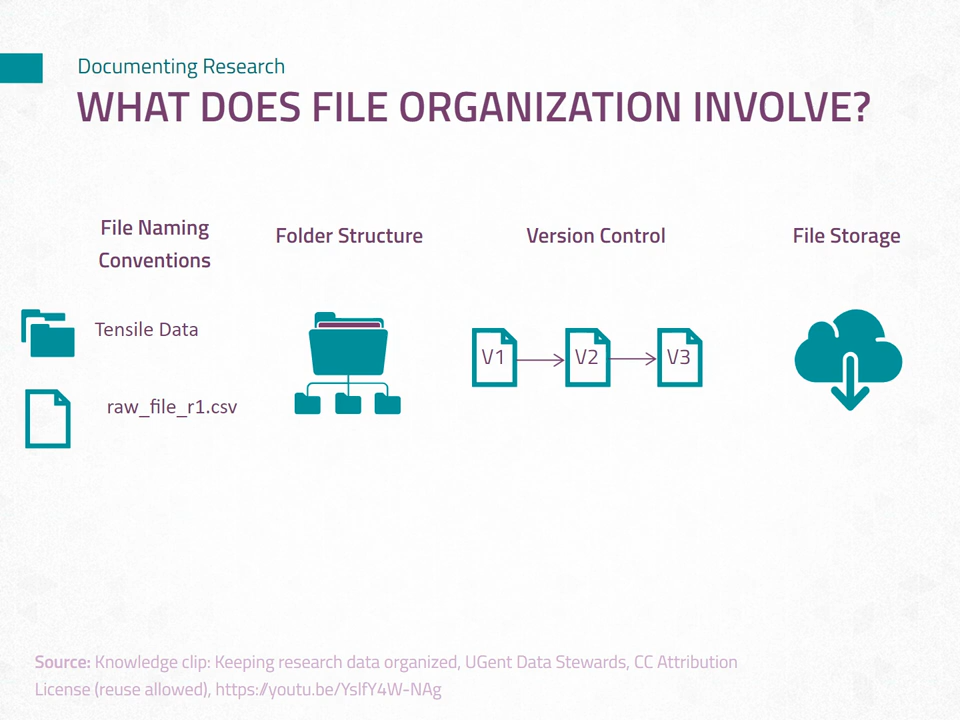 Documenting Research
WHAT DOES FILE ORGANIZATION INVOLVE?
File Naming
Conventions
Tensile Data
raw_file_r1.csv
Folder Structure
Version Control
V1
V2
V3
File Storage
Source: Knowledge clip: Keeping research data organized, UGent Data Stewards, CC Attribution
License (reuse allowed), https://youtu.be/YslfY4W-NAg